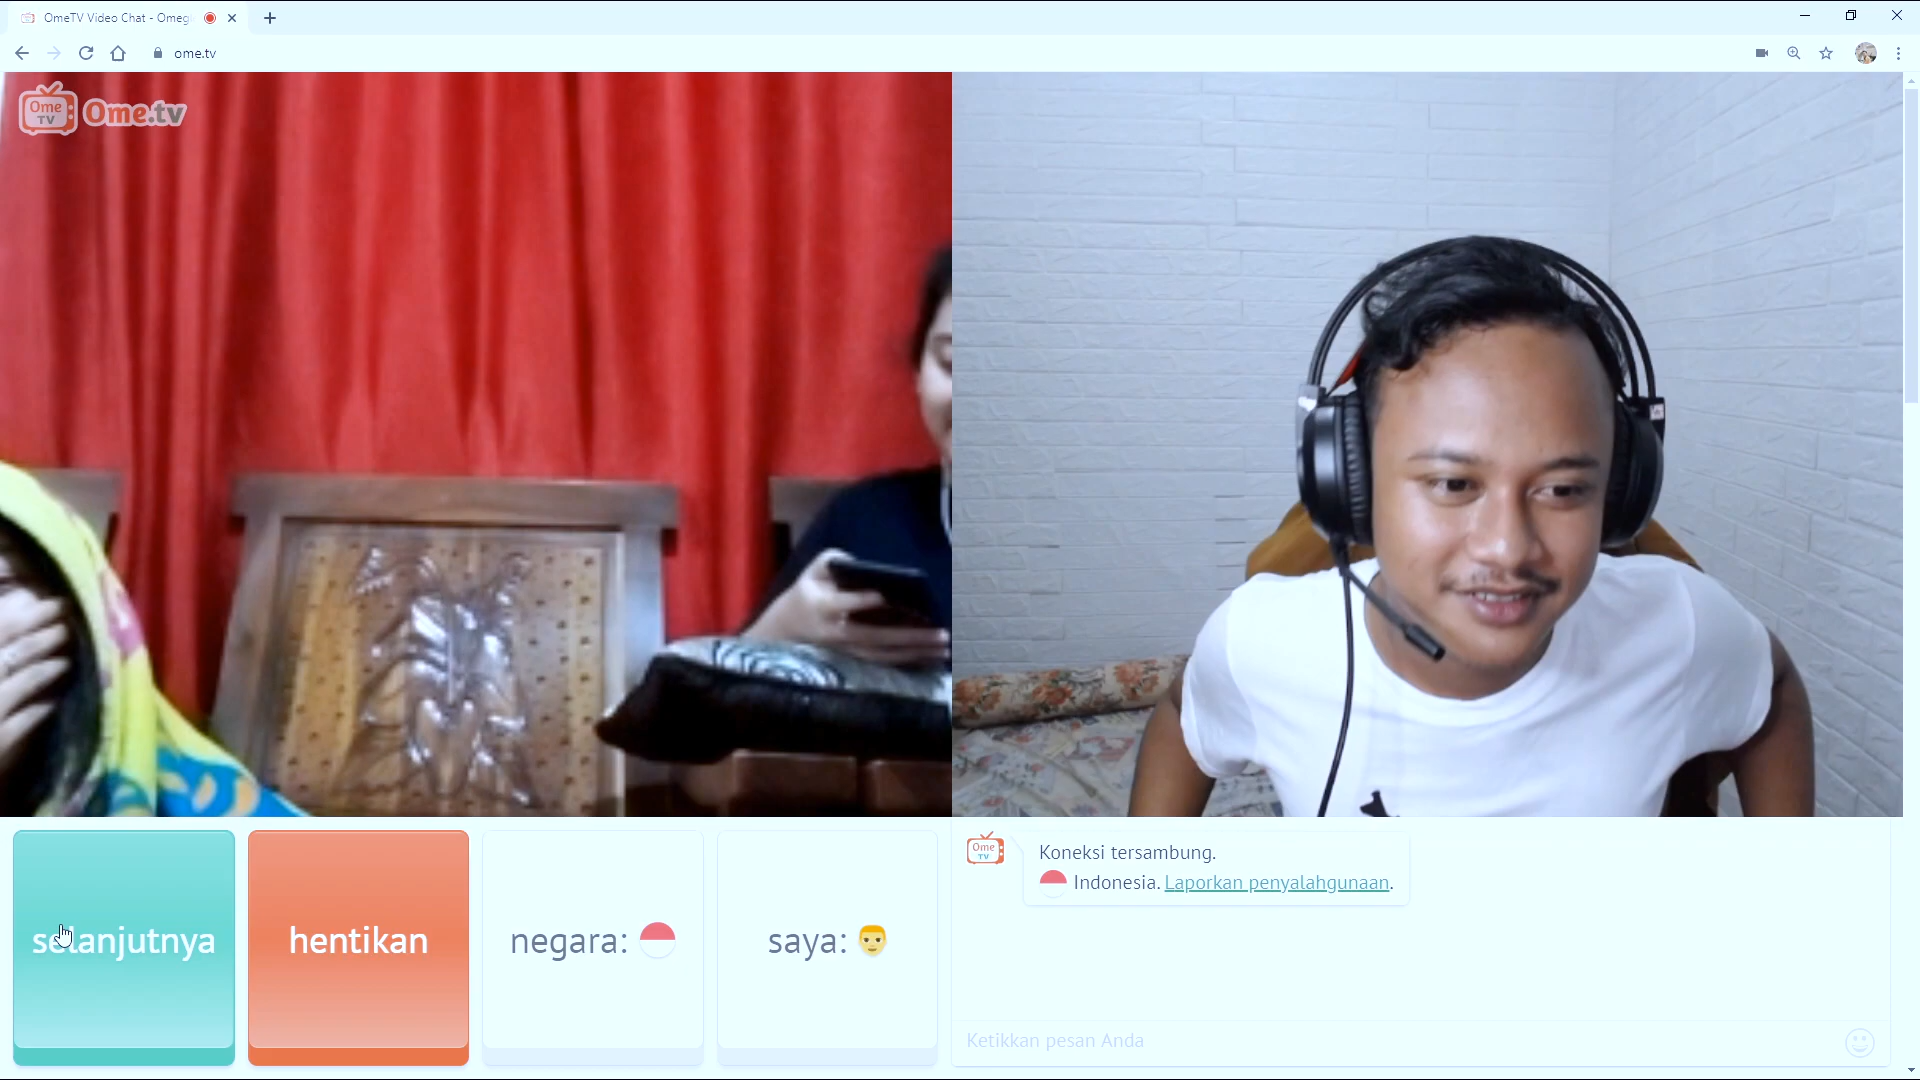 OmeTV Video Chat - Omeg
ome.tv
Ome TV Ome.tv
selanjutnya
hentikan
negara:
saya:
Ome TV
Koneksi tersambung.
Indonesia. Laporkan penyalahgunaan.
Ketikkan pesan Anda